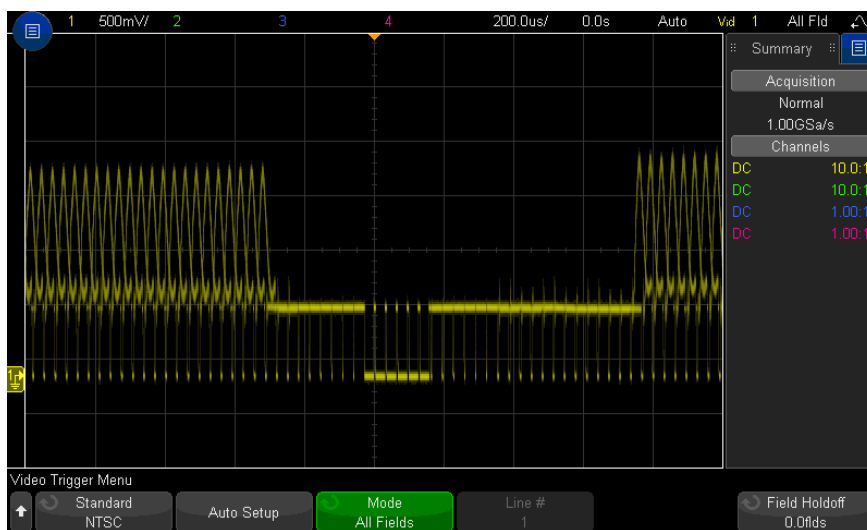 1 500mV/ 2 3 4 200.0us/ 0.0s Auto Vid 1 All Fld
Summary
Acquisition
Normal
1.00GSa/s
Channels
DC 10.0:1
DC 10.0:1
DC 1.00:1
DC 1.00:1
1
Video Trigger Menu
Standard
NTSC
Auto Setup
Mode
All Fields
Line #
1
Field Holdoff
0.0flds